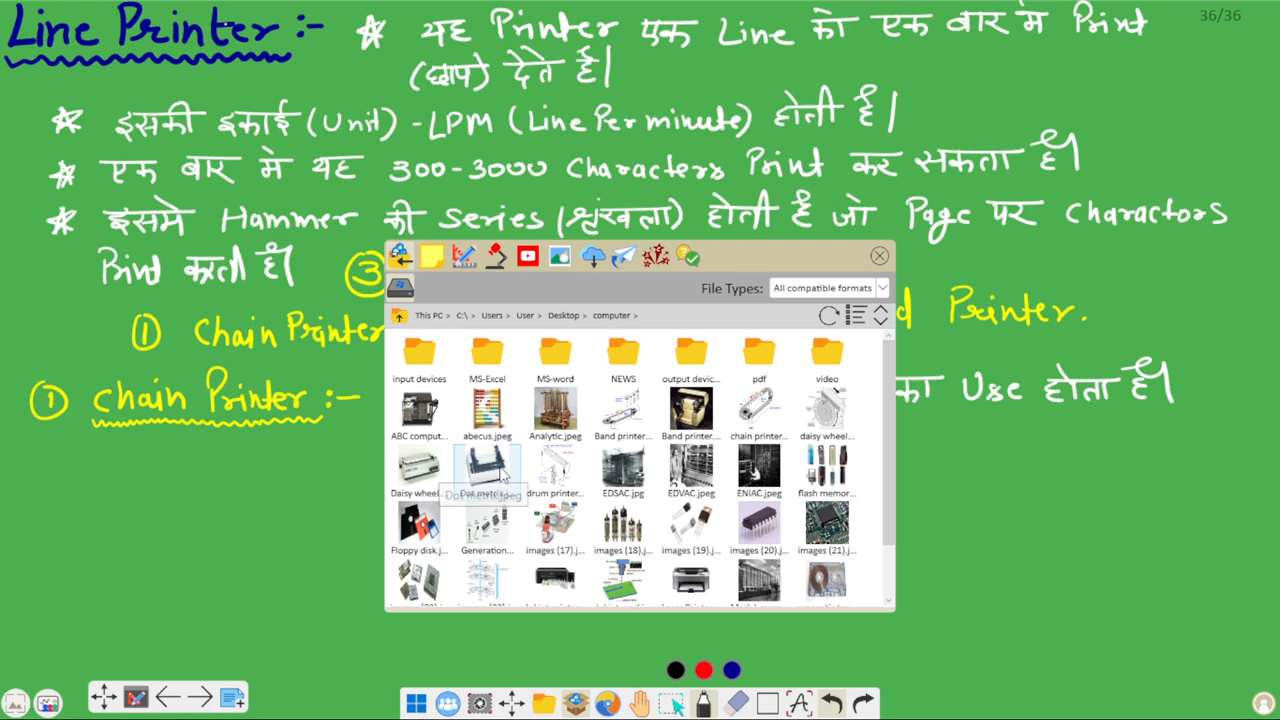 Line Printer :- ☆ यह Printer एक Line को एक बार मे Print
36/36
(छाप) देते है।
☆ इसकी इकाई (Unit) - LPM (Line Per minute) होती है।
☆ एक बार मे यह 300-3000 Characters Print कर सकता है।
☆ इसमे Hammer की Series (श्रृंखला) होती है जो Page पर Charactors
Print करती है।
③
① Chain Printer
Printer.
① Chain Printer :-
का Use होता है।
File Types: All compatible formats
This PC > C:\ > Users > User > Desktop > computer >
input devices MS-Excel MS-word NEWS output devic... pdf video
ABC comput... abecus.jpeg Analytic.jpeg Band printer... Band printer... chain printer... daisy wheel...
Daisy wheel drum printer... EDSAC.jpg EDVAC.jpeg ENIAC.jpeg flash memor...
Dot metrik.jpeg
Floppy disk.j... Generation... images (17).j... images (18).j... images (19).j... images (20).j... images (21).j...